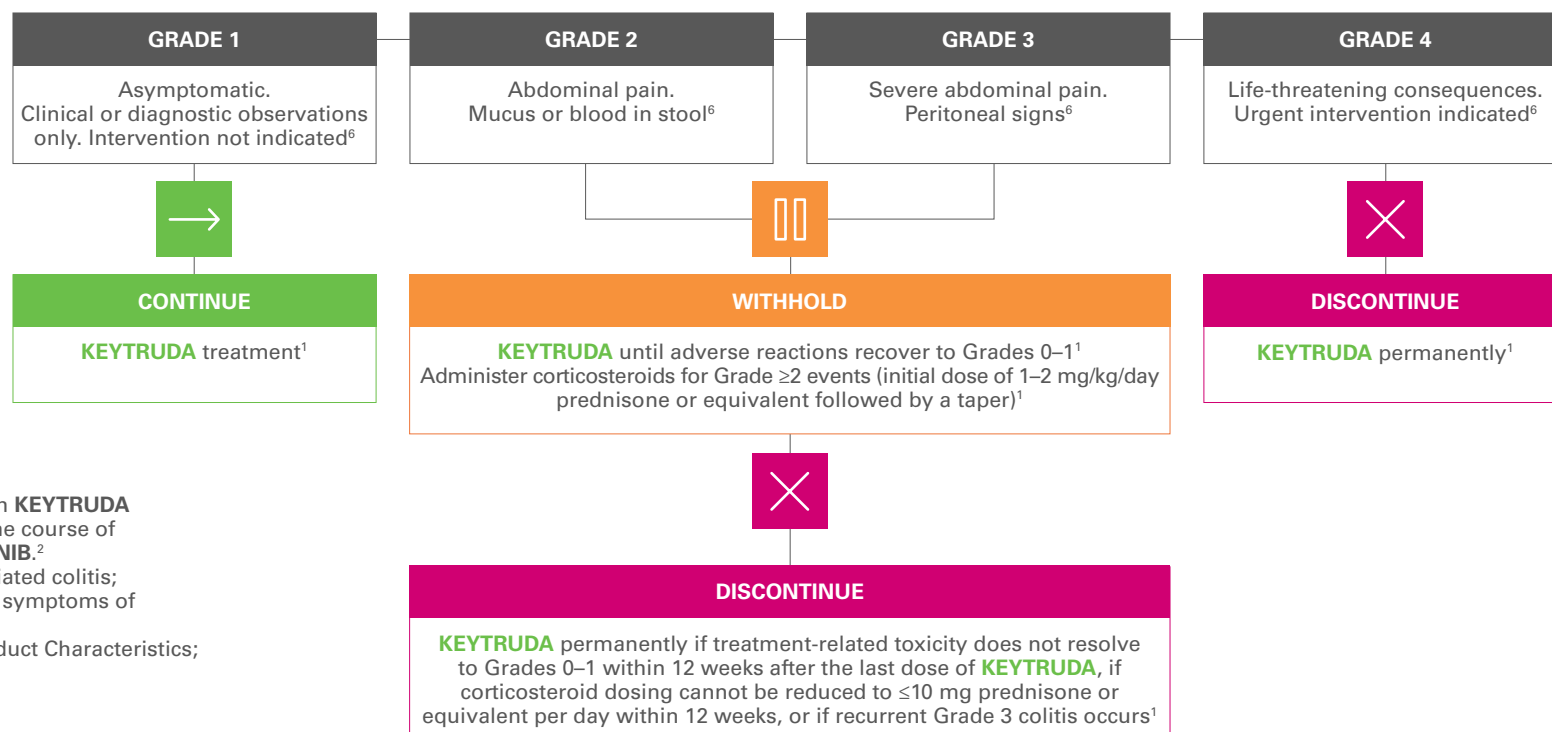 GRADE 1
Asymptomatic.
Clinical or diagnostic observations
only. Intervention not indicated⁶
GRADE 2
Abdominal pain.
Mucus or blood in stool⁶
GRADE 3
Severe abdominal pain.
Peritoneal signs⁶
GRADE 4
Life-threatening consequences.
Urgent intervention indicated⁶
CONTINUE
KEYTRUDA treatment¹
WITHHOLD
KEYTRUDA until adverse reactions recover to Grades 0–1¹
Administer corticosteroids for Grade ≥2 events (initial dose of 1–2 mg/kg/day
prednisone or equivalent followed by a taper)¹
DISCONTINUE
KEYTRUDA permanently¹
KEYTRUDA
course of
NIB.²
colitis;
symptoms of
Product Characteristics;
DISCONTINUE
KEYTRUDA permanently if treatment-related toxicity does not resolve
to Grades 0–1 within 12 weeks after the last dose of KEYTRUDA, if
corticosteroid dosing cannot be reduced to ≤10 mg prednisone or
equivalent per day within 12 weeks, or if recurrent Grade 3 colitis occurs¹